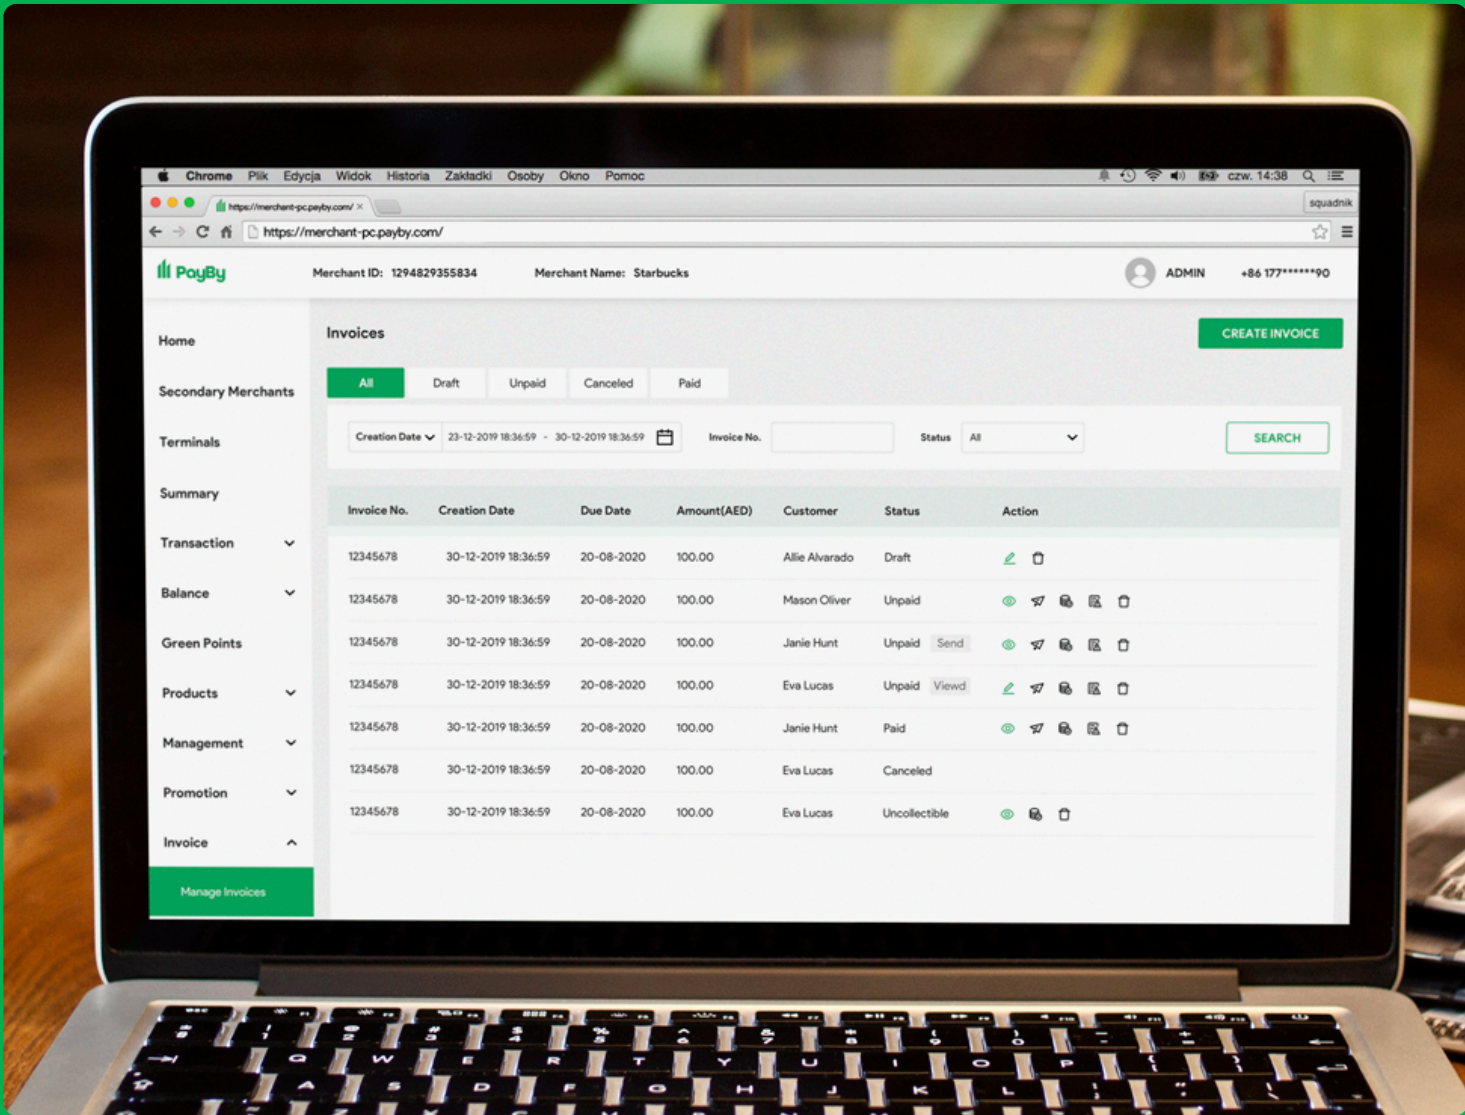 Chrome Plik Edycja Widok Historia Zakładki Osoby Okno Pomoc czw. 14:38
https://merchant-pc.payby.com/ squadnik
https://merchant-pc.payby.com/
PayBy Merchant ID: 1294829355834 Merchant Name: Starbucks ADMIN +86 177******90
Home
Secondary Merchants
Terminals
Summary
Transaction
Balance
Green Points
Products
Management
Promotion
Invoice
Manage Invoices
Invoices CREATE INVOICE
All Draft Unpaid Canceled Paid
Creation Date 23-12-2019 18:36:59 - 30-12-2019 18:36:59 Invoice No. Status All SEARCH
Invoice No. Creation Date Due Date Amount(AED) Customer Status Action
12345678 30-12-2019 18:36:59 20-08-2020 100.00 Allie Alvarado Draft
12345678 30-12-2019 18:36:59 20-08-2020 100.00 Mason Oliver Unpaid
12345678 30-12-2019 18:36:59 20-08-2020 100.00 Janie Hunt Unpaid Send
12345678 30-12-2019 18:36:59 20-08-2020 100.00 Eva Lucas Unpaid Viewd
12345678 30-12-2019 18:36:59 20-08-2020 100.00 Janie Hunt Paid
12345678 30-12-2019 18:36:59 20-08-2020 100.00 Eva Lucas Canceled
12345678 30-12-2019 18:36:59 20-08-2020 100.00 Eva Lucas Uncollectible
Q W E R T Y U I O P
A S D F G H J K L